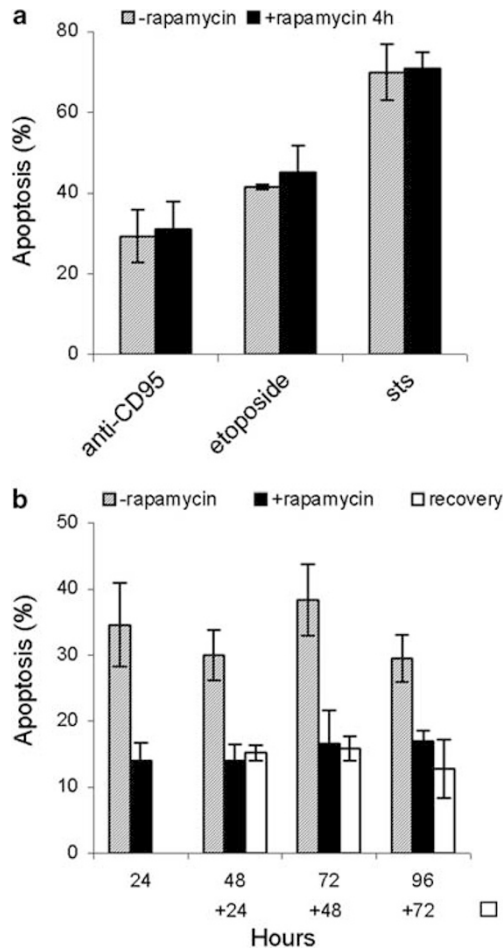 a
-rapamycin +rapamycin 4h
80
60
40
20
0
Apoptosis (%)
anti-CD95 etoposide sts
b
-rapamycin +rapamycin recovery
50
40
30
20
10
0
Apoptosis (%)
24 48 72 96
+24 +48 +72
Hours